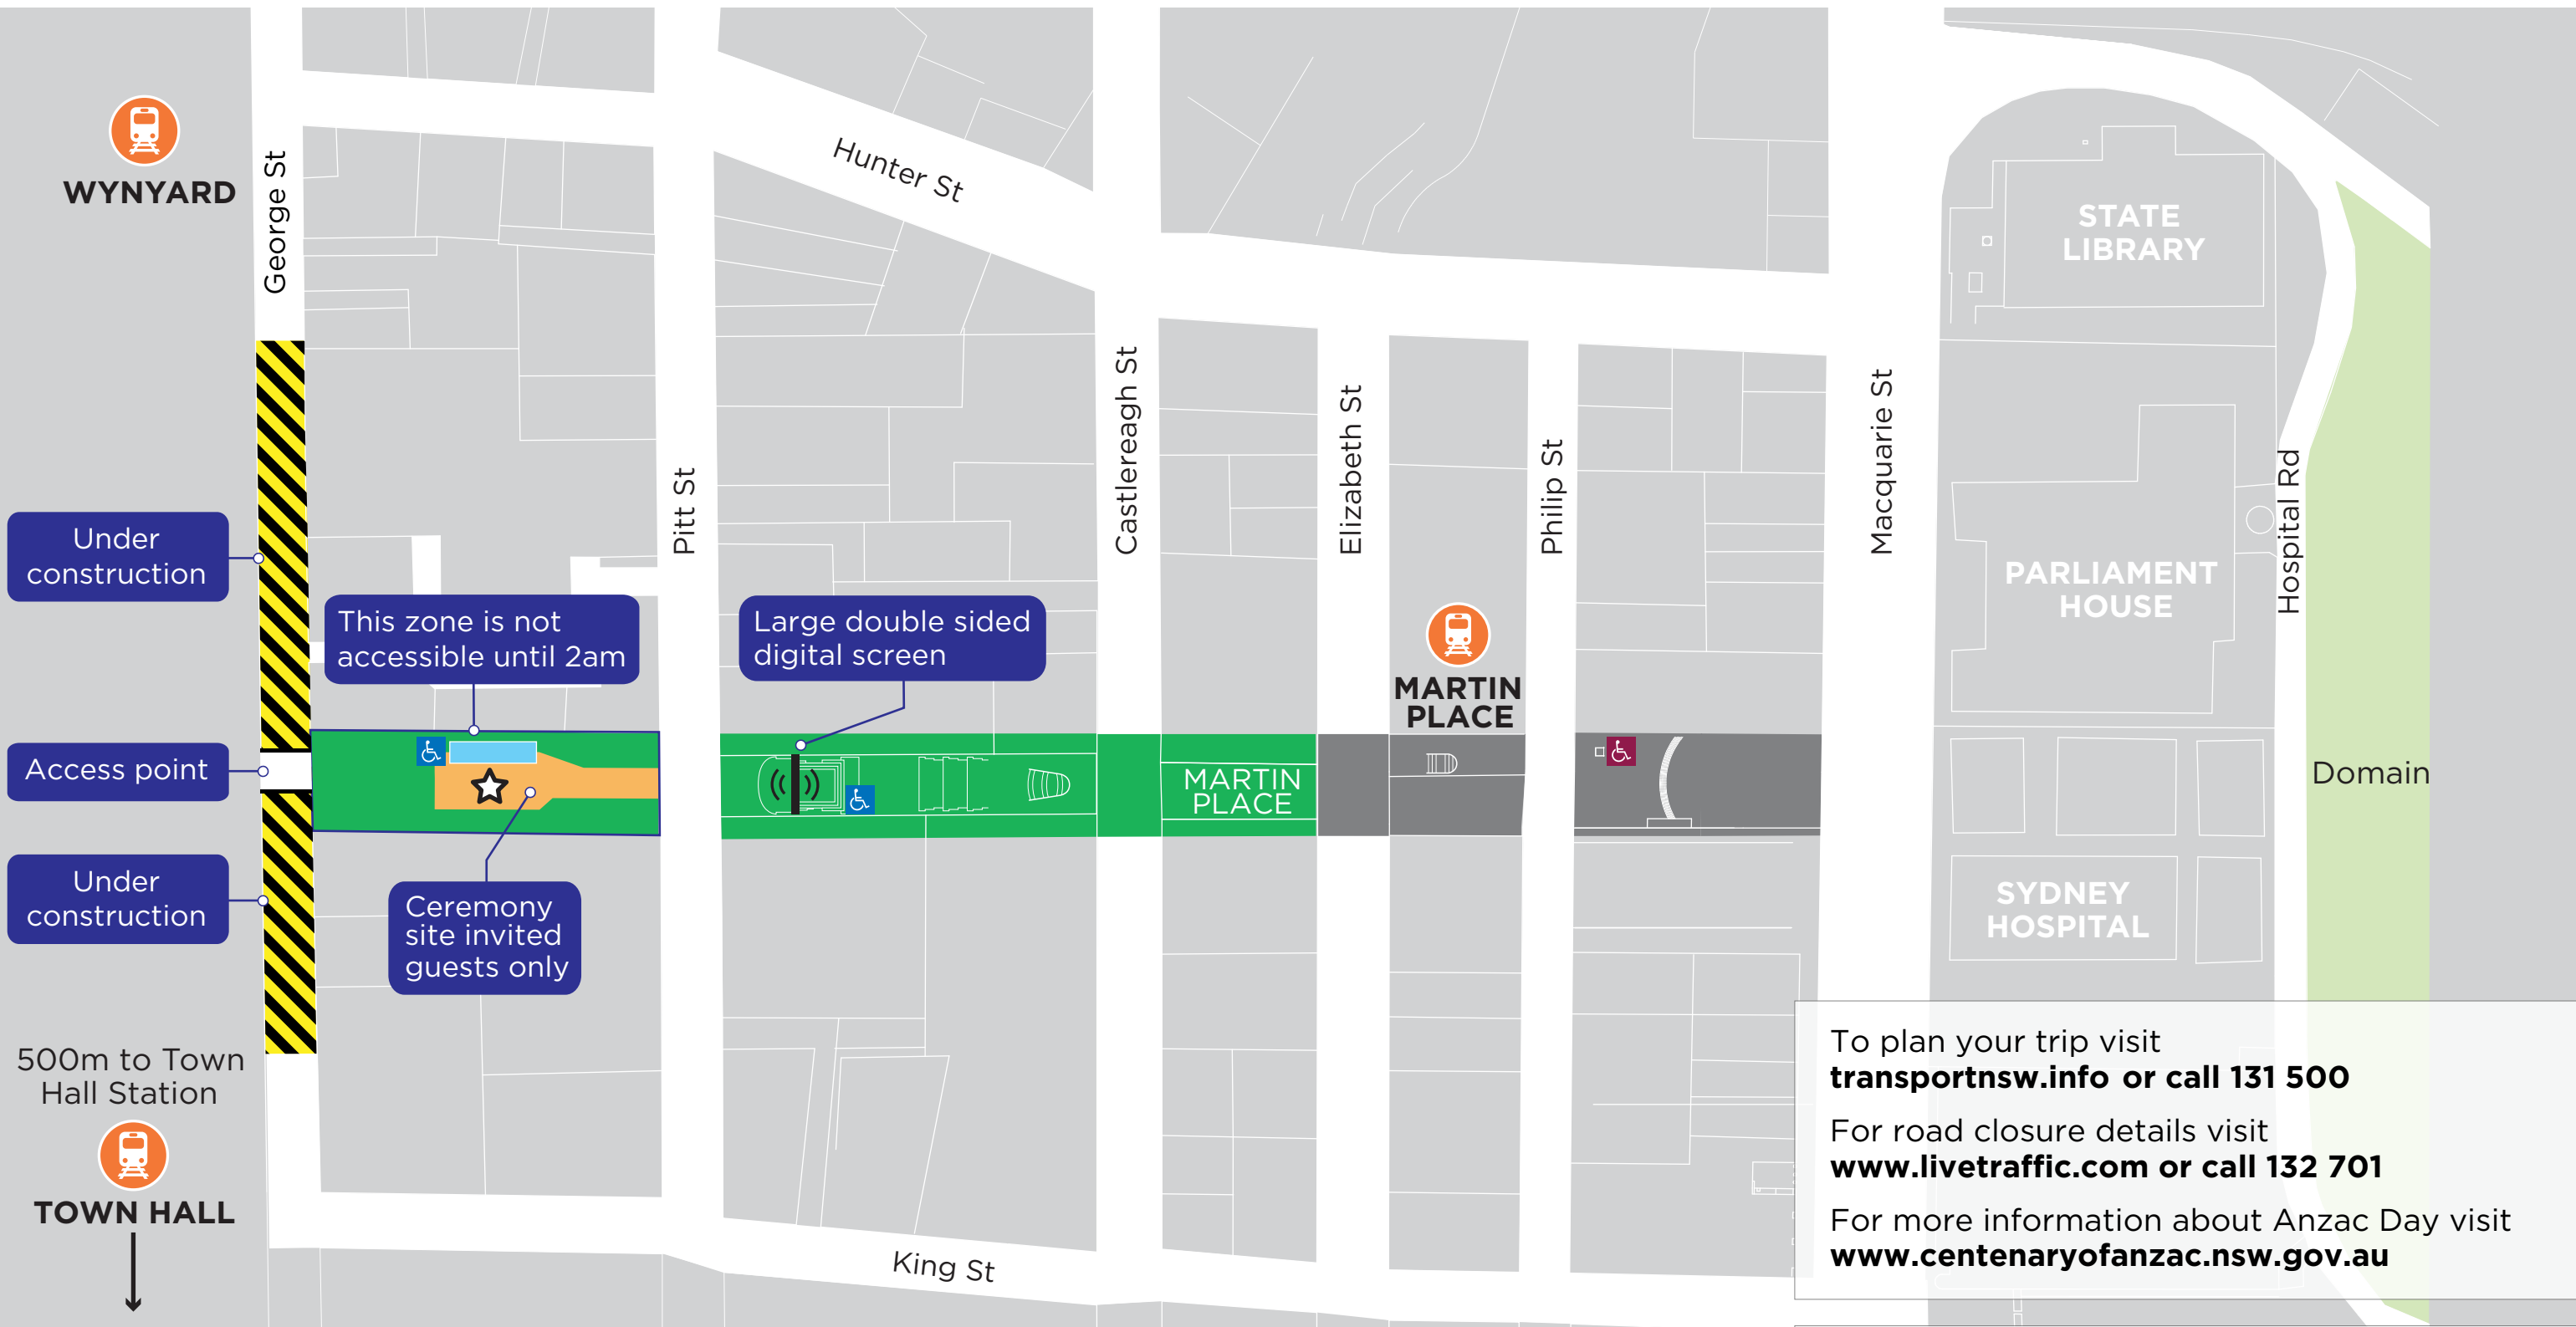 WYNYARD
George St
Hunter St
STATE
LIBRARY
Pitt St
Castlereagh St
Elizabeth St
Philip St
Macquarie St
Hospital Rd
Under
construction
This zone is not
accessible until 2am
Large double sided
digital screen
MARTIN
PLACE
PARLIAMENT
HOUSE
Access point
MARTIN
PLACE
Domain
Under
construction
Ceremony
site invited
guests only
SYDNEY
HOSPITAL
500m to Town
Hall Station
TOWN HALL
King St
To plan your trip visit
transportnsw.info or call 131 500
For road closure details visit
www.livetraffic.com or call 132 701
For more information about Anzac Day visit
www.centenaryofanzac.nsw.gov.au